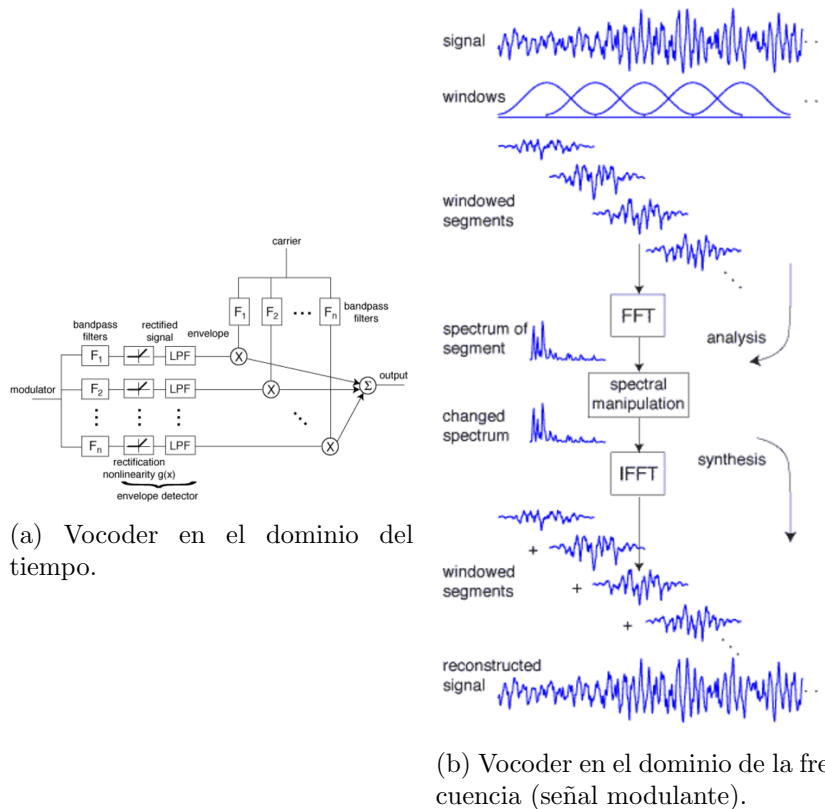 carrier
F1
F2
Fn
bandpass
filters
bandpass
filters
rectified
signal
envelope
modulator
F1
LPF
X
F2
LPF
X
Σ
output
Fn
LPF
X
rectification
nonlinearity g(x)
envelope detector
(a) Vocoder en el dominio del
tiempo.
signal
windows
windowed
segments
FFT
spectrum of
segment
analysis
spectral
manipulation
changed
spectrum
synthesis
IFFT
+
windowed
segments
+
+
reconstructed
signal
(b) Vocoder en el dominio de la fre
cuencia (señal modulante).